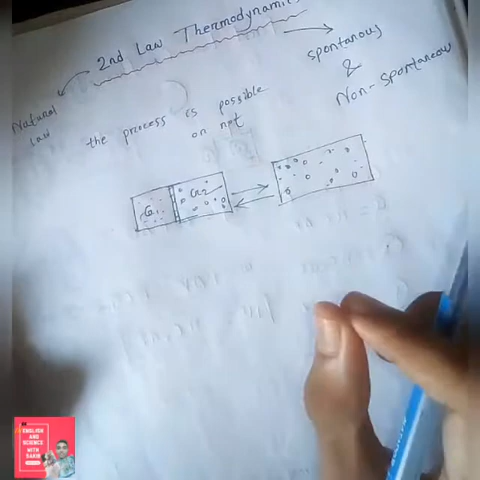 2nd Law Thermodynamics
Natural
Law
spontanous
&
Non-spontaneous
the process is possible
on not
G1
G2
ENGLISH
AND
SCIENCE
WITH